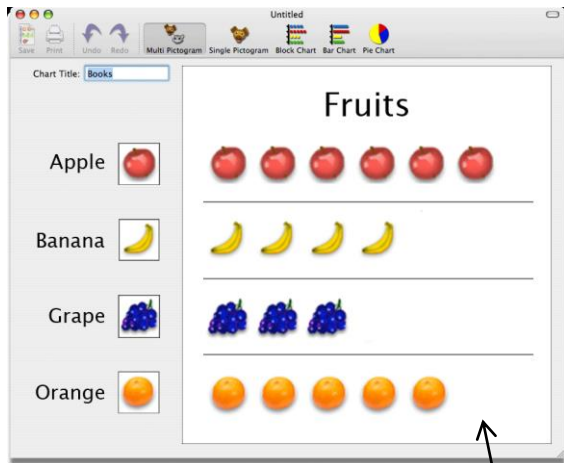 Untitled
Save Print Undo Redo Multi Pictogram Single Pictogram Block Chart Bar Chart Pie Chart
Chart Title: Books
Fruits
Apple
Banana
Grape
Orange